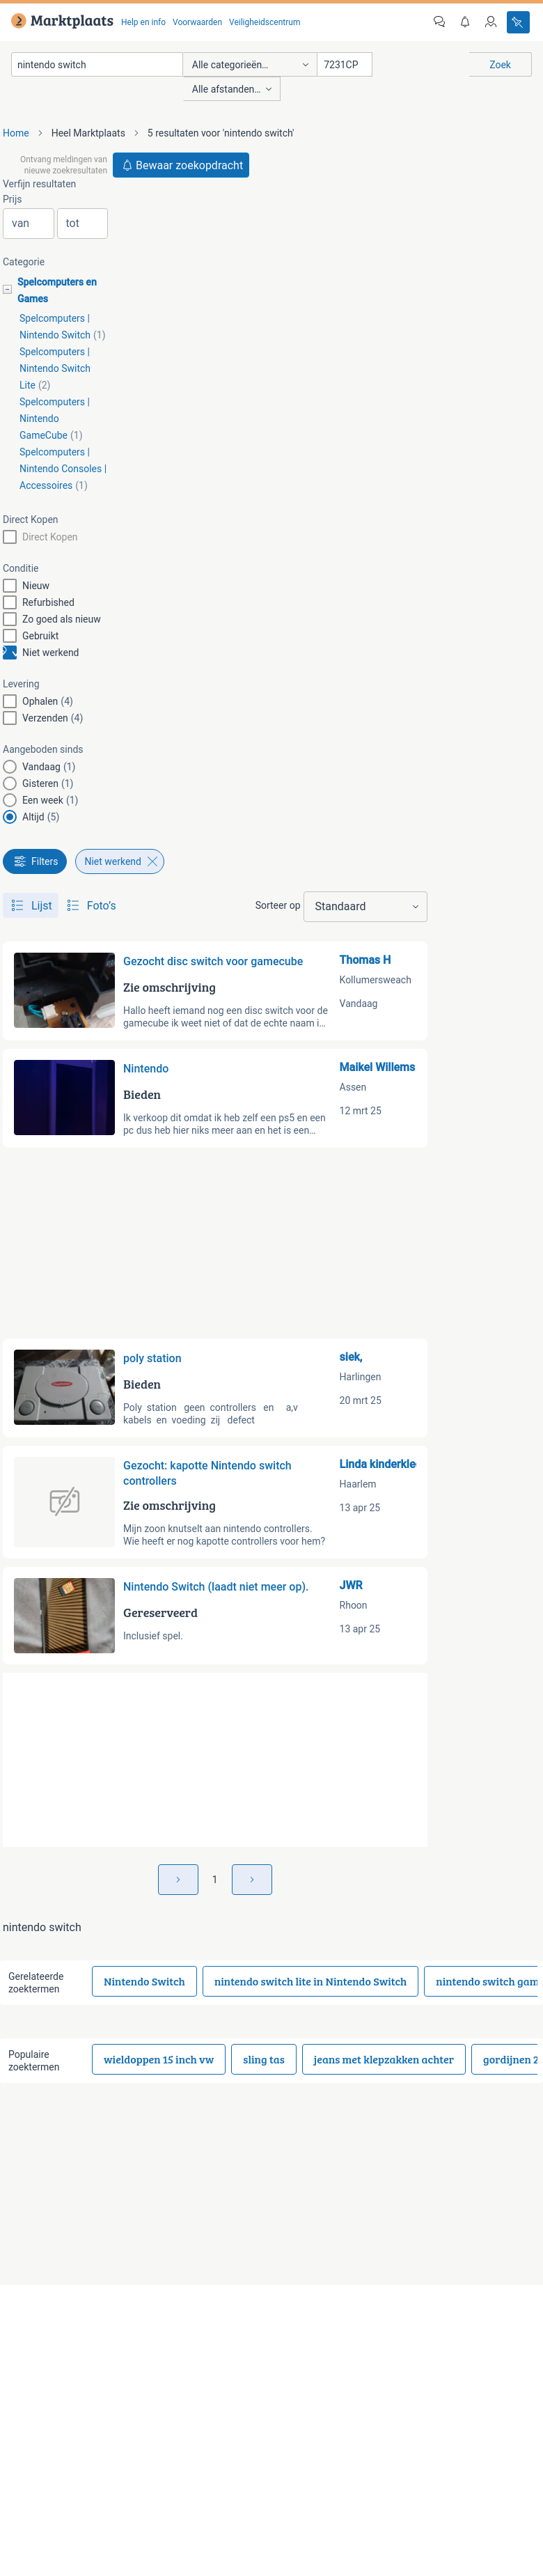 Marktplaats
Help en info
Voorwaarden
Veiligheidscentrum
nintendo switch
Alle categorieën...
7231CP
Zoek
Alle afstanden...
Home
Heel Marktplaats
5 resultaten voor 'nintendo switch'
Ontvang meldingen van
nieuwe zoekresultaten
Bewaar zoekopdracht
Verfijn resultaten
Prijs
van
tot
Categorie
Spelcomputers en
Games
Spelcomputers |
Nintendo Switch (1)
Spelcomputers |
Nintendo Switch
Lite (2)
Spelcomputers |
Nintendo
GameCube (1)
Spelcomputers |
Nintendo Consoles |
Accessoires (1)
Direct Kopen
Direct Kopen
Conditie
Nieuw
Refurbished
Zo goed als nieuw
Gebruikt
Niet werkend
Levering
Ophalen (4)
Verzenden (4)
Aangeboden sinds
Vandaag (1)
Gisteren (1)
Een week (1)
Altijd (5)
Filters
Niet werkend
Lijst
Foto's
Sorteer op
Standaard
Gezocht disc switch voor gamecube
Zie omschrijving
Hallo heeft iemand nog een disc switch voor de
gamecube ik weet niet of dat de echte naam i...
Thomas H
Kollumersweach
Vandaag
Nintendo
Bieden
Ik verkoop dit omdat ik heb zelf een ps5 en een
pc dus heb hier niks meer aan en het is een...
Maikel Willems
Assen
12 mrt 25
poly station
Bieden
Poly station geen controllers en a,v
kabels en voeding zij defect
siek,
Harlingen
20 mrt 25
Gezocht: kapotte Nintendo switch
controllers
Zie omschrijving
Mijn zoon knutselt aan nintendo controllers.
Wie heeft er nog kapotte controllers voor hem?
Linda kinderkle
Haarlem
13 apr 25
Nintendo Switch (laadt niet meer op).
Gereserveerd
Inclusief spel.
JWR
Rhoon
13 apr 25
1
nintendo switch
Gerelateerde
zoektermen
Nintendo Switch
nintendo switch lite in Nintendo Switch
nintendo switch gam
Populaire
zoektermen
wieldoppen 15 inch vw
sling tas
jeans met klepzakken achter
gordijnen 2